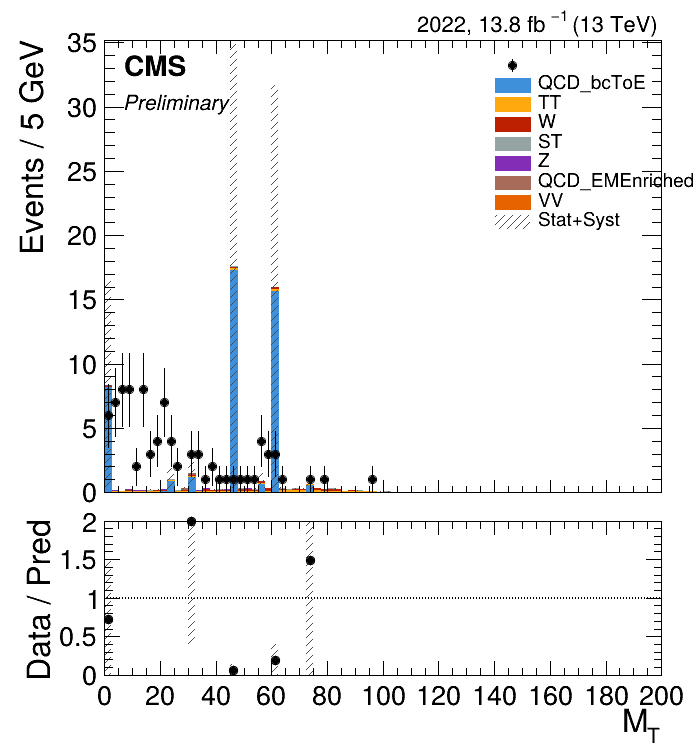 2022, 13.8 fb⁻¹ (13 TeV)
Events / 5 GeV
35
30
25
20
15
10
5
0
CMS
Preliminary
QCD_bcToE
TT
W
ST
Z
QCD_EMEnriched
VV
Stat+Syst
Data / Pred
2
1.5
1
0.5
0
0 20 40 60 80 100 120 140 160 180 200
M_T